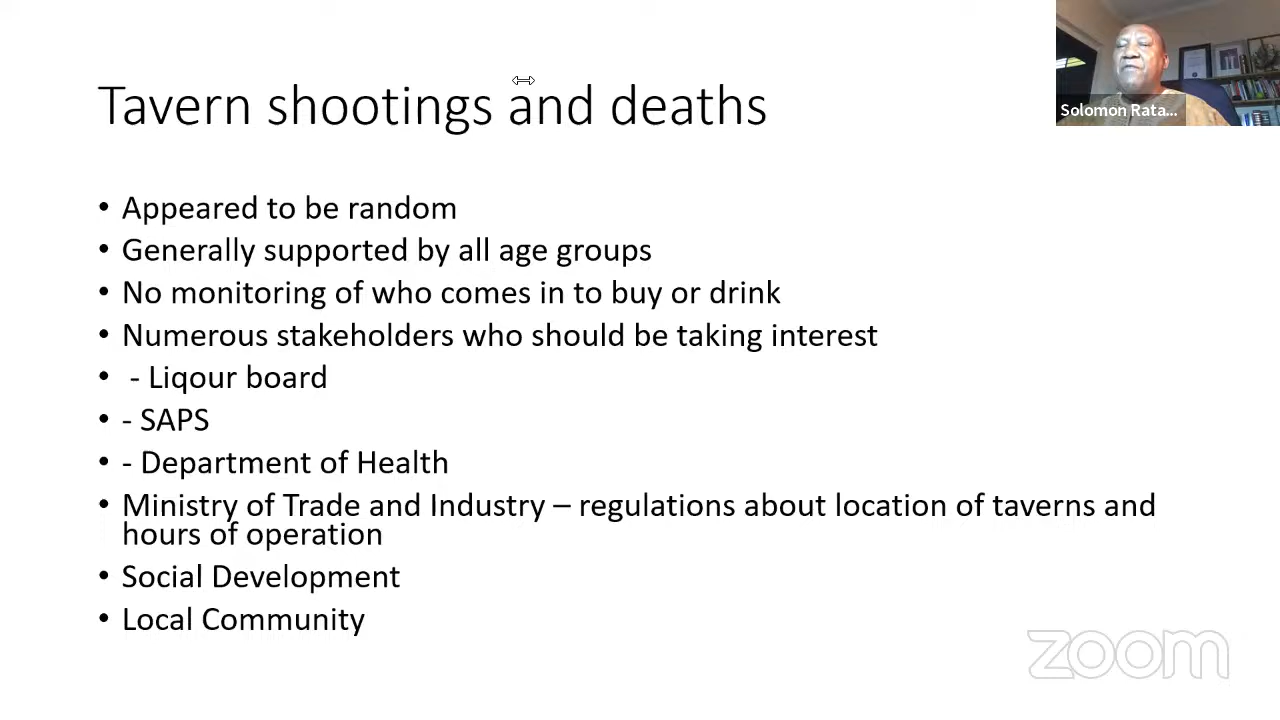 Tavern shootings and deaths
Solomon Rata...
• Appeared to be random
• Generally supported by all age groups
• No monitoring of who comes in to buy or drink
• Numerous stakeholders who should be taking interest
• - Liqour board
• - SAPS
• - Department of Health
• Ministry of Trade and Industry – regulations about location of taverns and
hours of operation
• Social Development
• Local Community
zoom